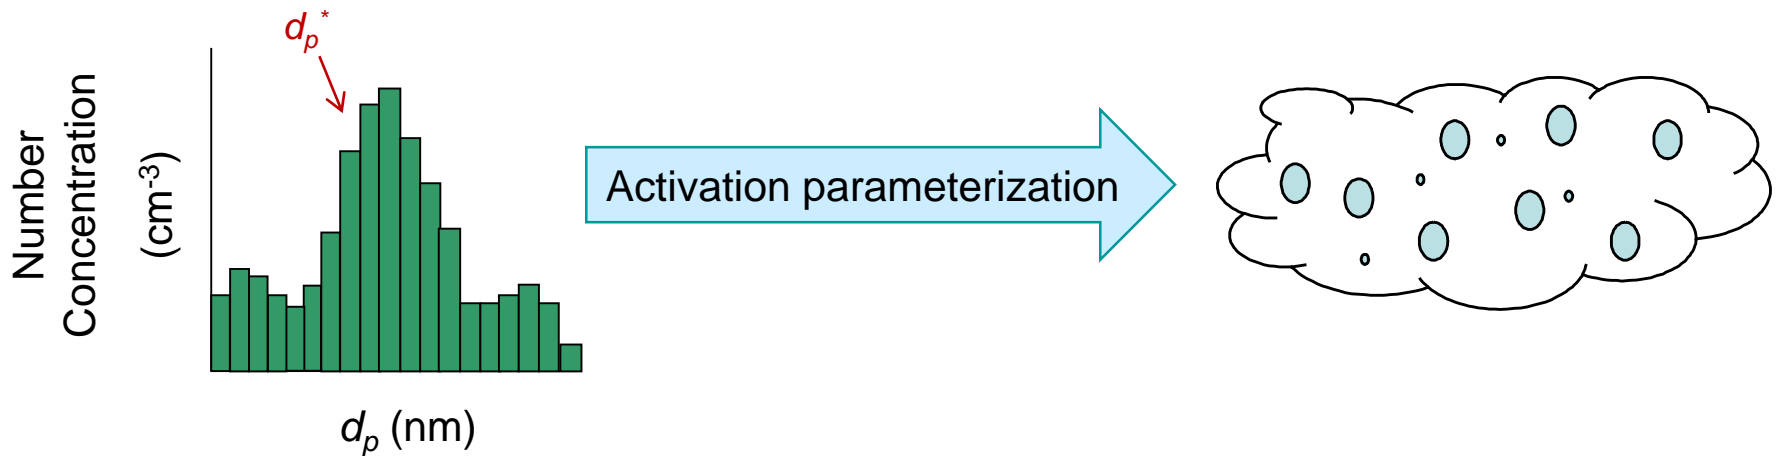 dₚ*
Number
Concentration
(cm⁻³)
dₚ (nm)
Activation parameterization